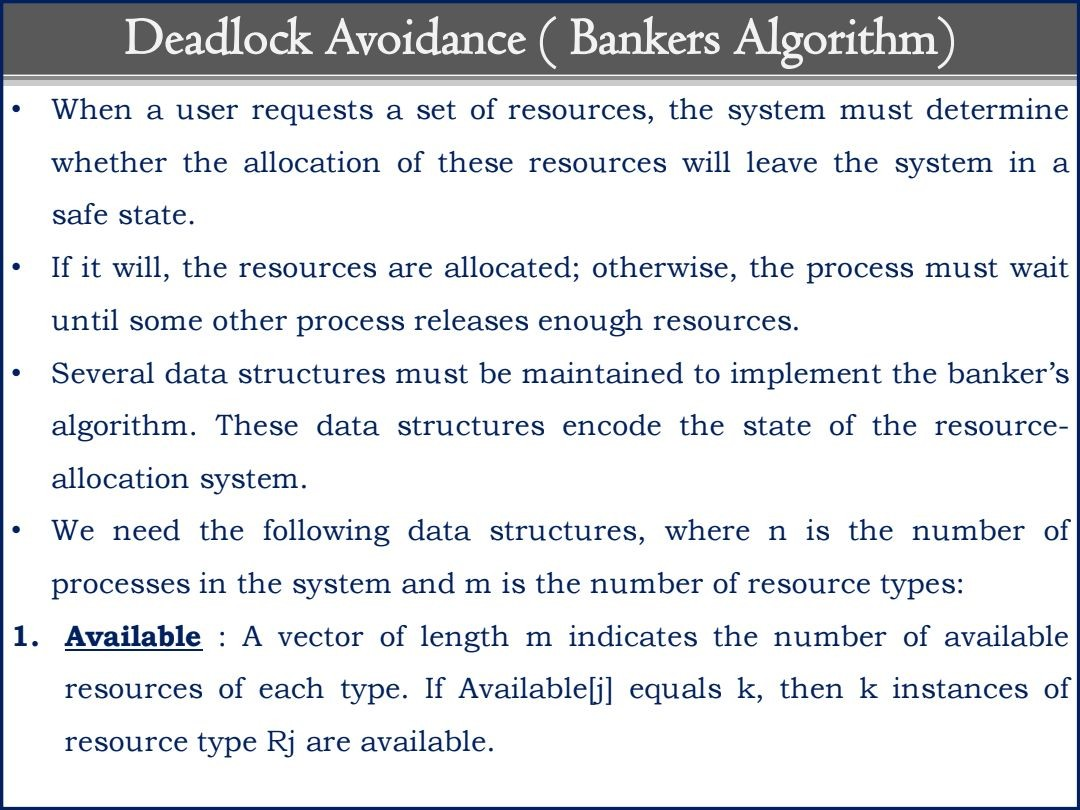 Deadlock Avoidance ( Bankers Algorithm)
• When a user requests a set of resources, the system must determine
whether the allocation of these resources will leave the system in a
safe state.
• If it will, the resources are allocated; otherwise, the process must wait
until some other process releases enough resources.
• Several data structures must be maintained to implement the banker’s
algorithm. These data structures encode the state of the resource-
allocation system.
• We need the following data structures, where n is the number of
processes in the system and m is the number of resource types:
1. Available : A vector of length m indicates the number of available
resources of each type. If Available[j] equals k, then k instances of
resource type Rj are available.